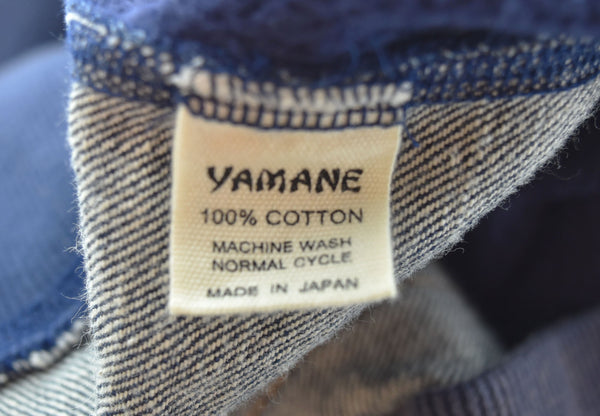 YAMANE
100% COTTON
MACHINE WASH
NORMAL CYCLE
MADE IN JAPAN